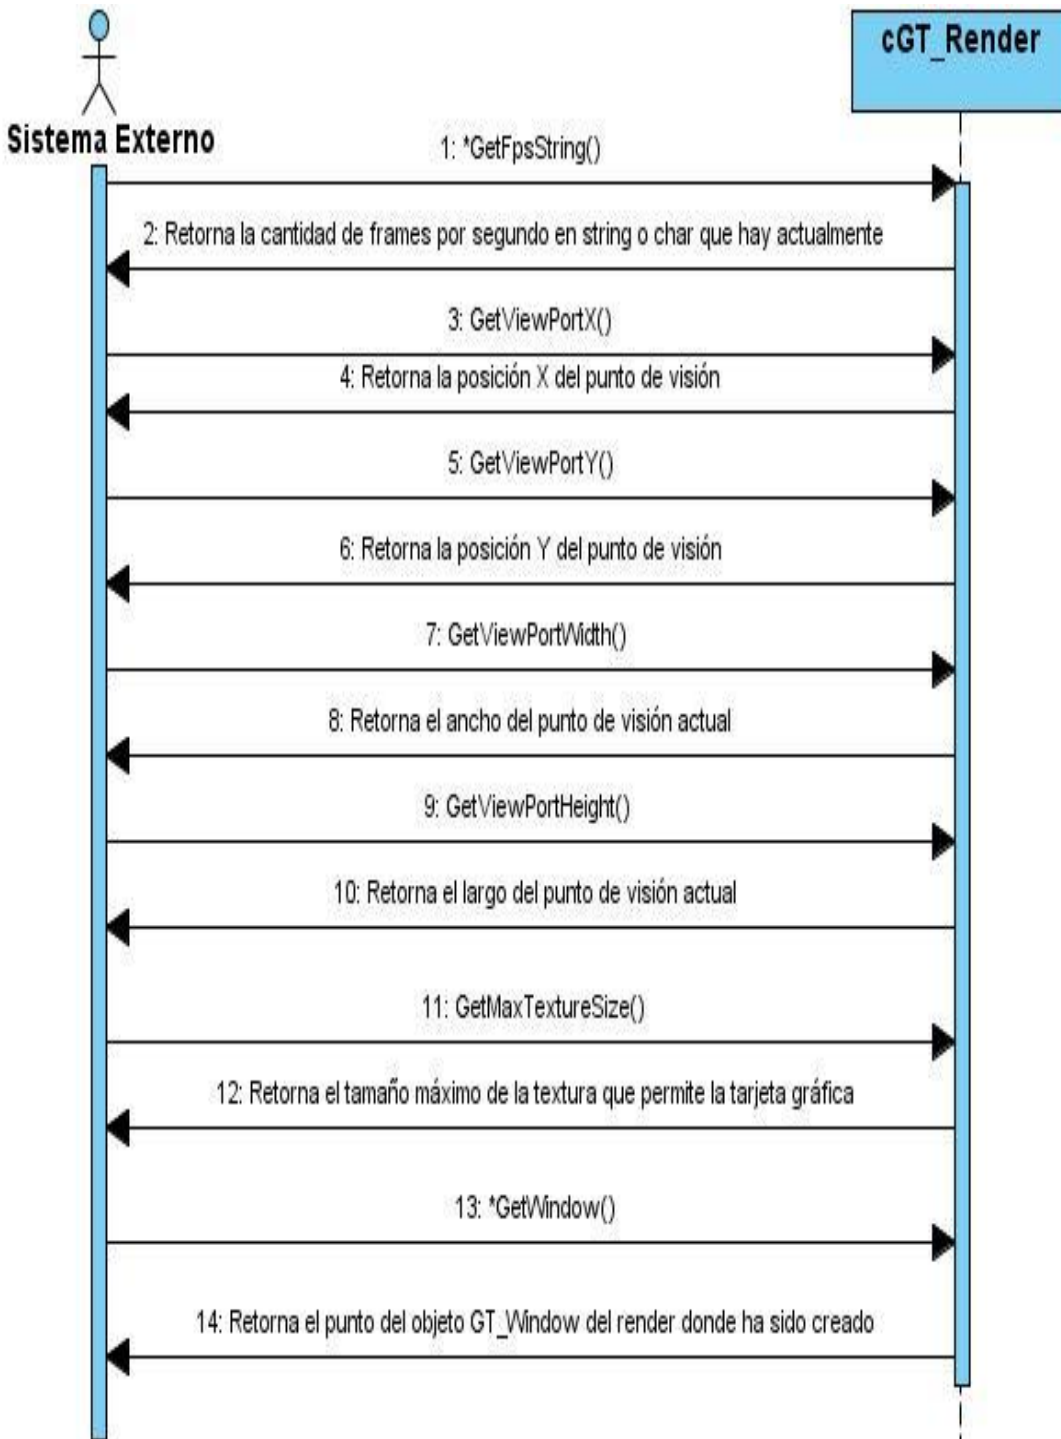 cGT_Render
Sistema Externo
1: *GetFpsString()
2: Retorna la cantidad de frames por segundo en string o char que hay actualmente
3: GetViewPortX()
4: Retorna la posición X del punto de visión
5: GetViewPortY()
6: Retorna la posición Y del punto de visión
7: GetViewPortWidth()
8: Retorna el ancho del punto de visión actual
9: GetViewPortHeight()
10: Retorna el largo del punto de visión actual
11: GetMaxTextureSize()
12: Retorna el tamaño máximo de la textura que permite la tarjeta gráfica
13: *GetWindow()
14: Retorna el punto del objeto GT_Window del render donde ha sido creado